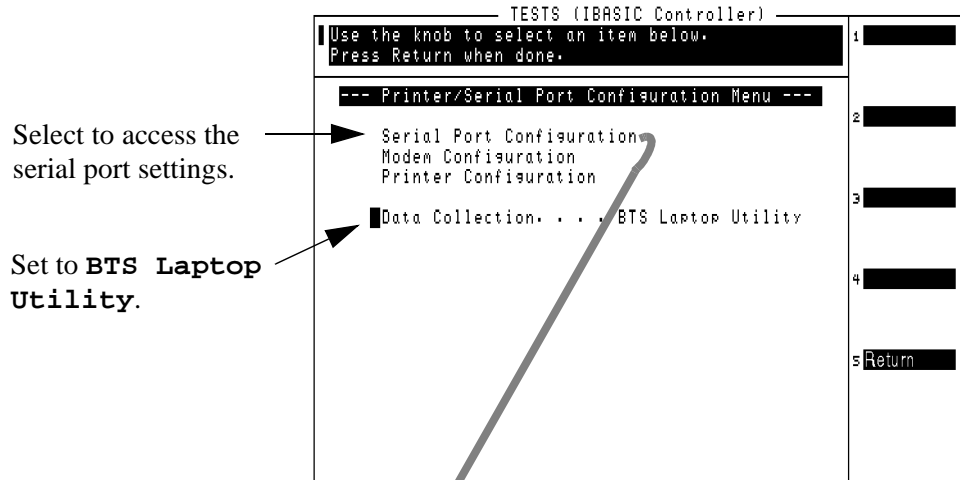 TESTS (IBASIC Controller)
Use the knob to select an item below.
Press Return when done.
--- Printer/Serial Port Configuration Menu ---
Select to access the
serial port settings.
Serial Port Configuration
Modem Configuration
Printer Configuration
Data Collection. . . . BTS Laptop Utility
Set to BTS Laptop
Utility.
1
2
3
4
5 Return